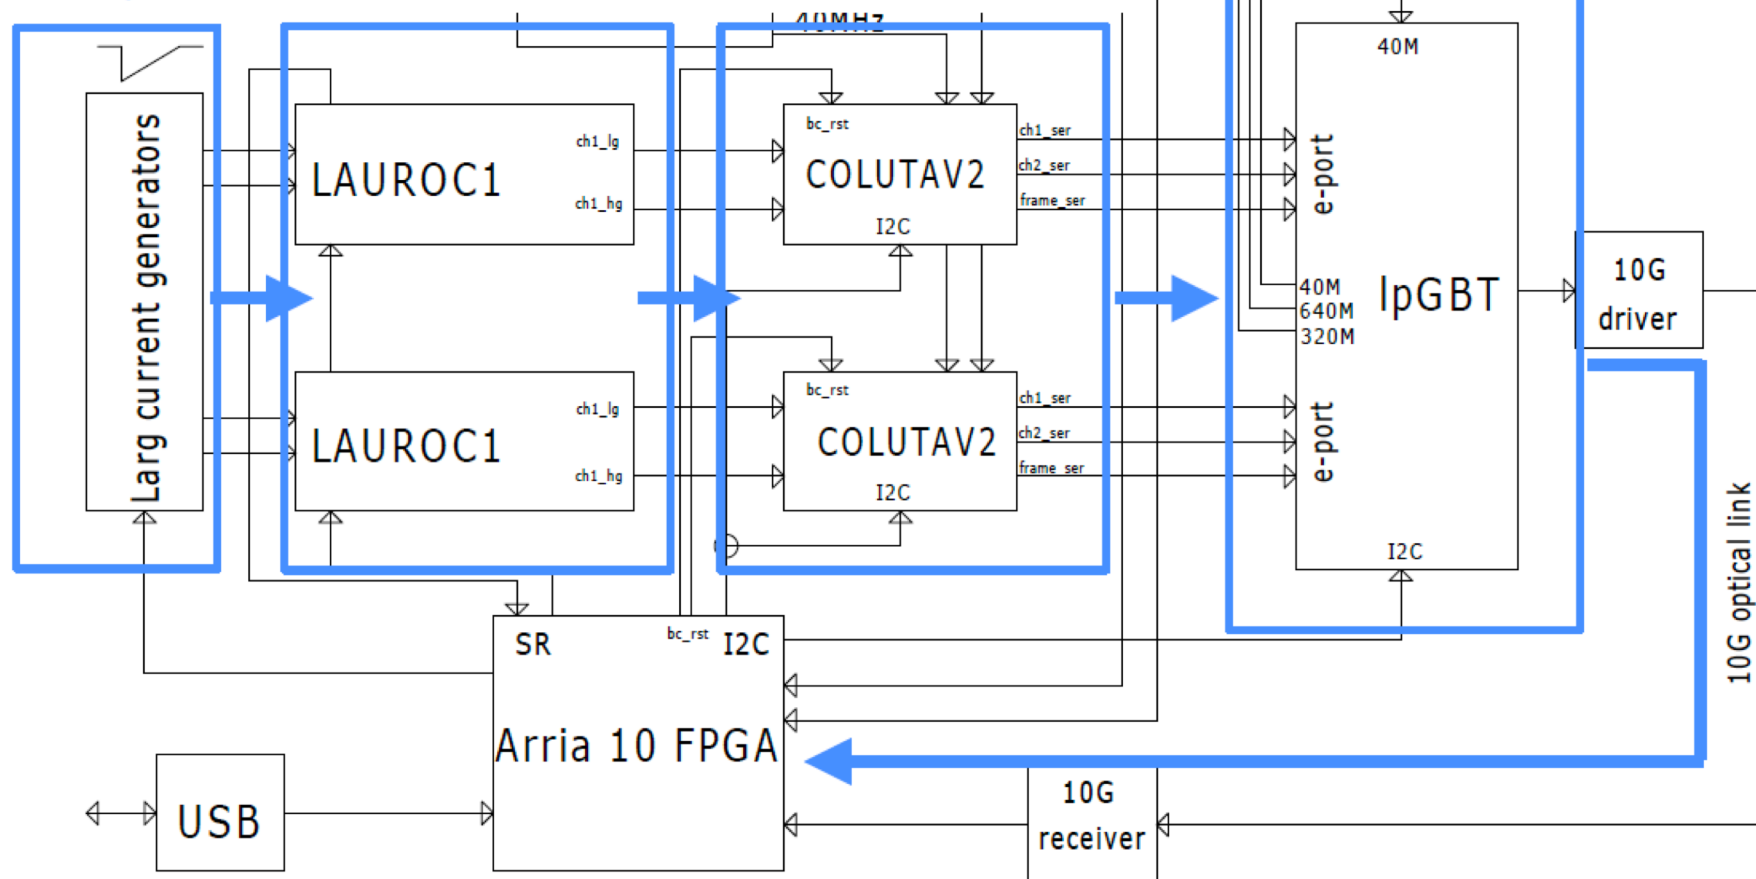 40MHz
40M
Larg current generators
LAUROC1
ch1_lg
ch1_hg
bc_rst
COLUTAV2
I2C
ch1_ser
ch2_ser
frame_ser
e-port
40M
640M
320M
lpGBT
10G
driver
LAUROC1
ch1_lg
ch1_hg
bc_rst
COLUTAV2
I2C
ch1_ser
ch2_ser
frame_ser
e-port
I2C
10G optical link
SR
bc_rst
I2C
Arria 10 FPGA
USB
10G
receiver